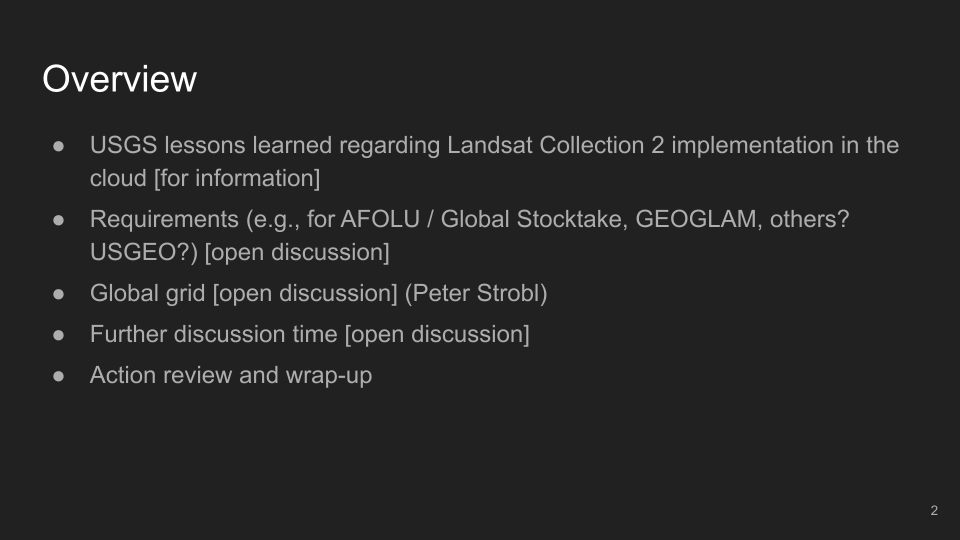 Overview
● USGS lessons learned regarding Landsat Collection 2 implementation in the
cloud [for information]
● Requirements (e.g., for AFOLU / Global Stocktake, GEOGLAM, others?
USGEO?) [open discussion]
● Global grid [open discussion] (Peter Strobl)
● Further discussion time [open discussion]
● Action review and wrap-up
2